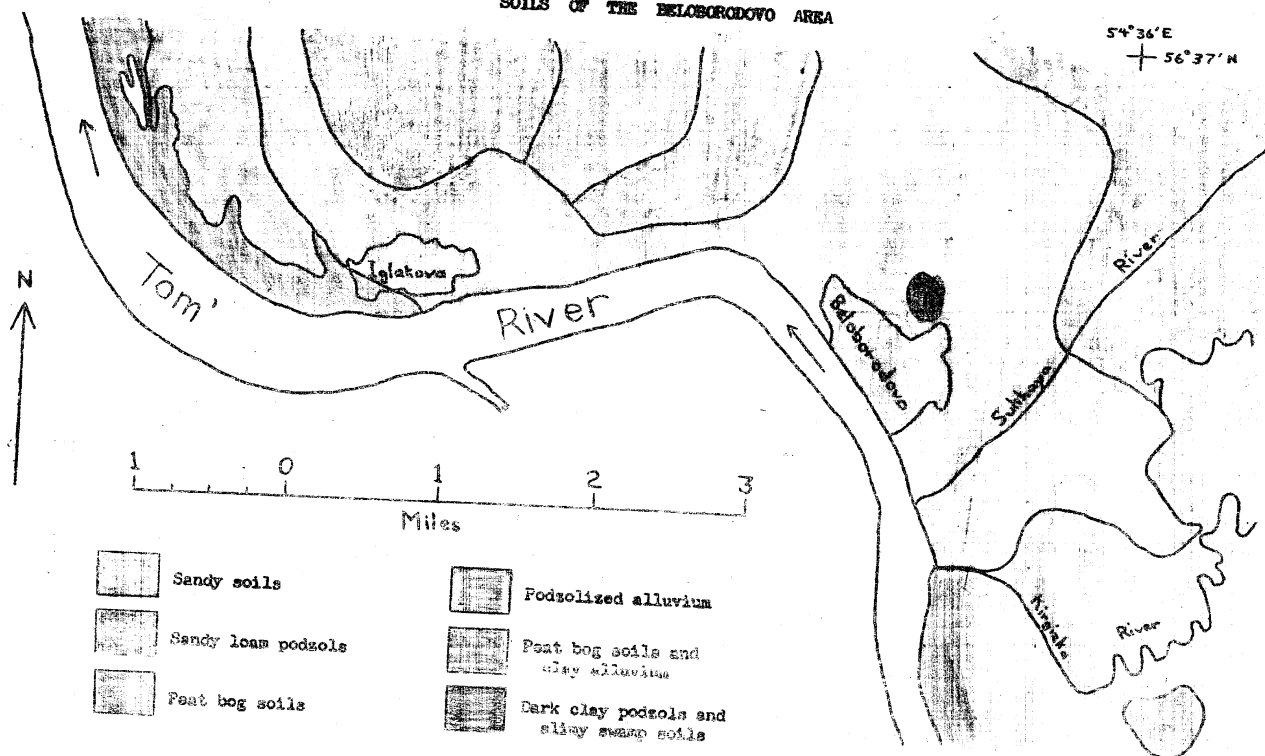 SOILS OF THE BELOBORODOVO AREA
54°36'E
56°37'N
N
Tom'
River
Iglakova
Beloborodovo
River
Kirgizka
River
1 0 1 2 3
Miles
Sandy soils
Sandy loam podzols
Peat bog soils
Podzolized alluvium
Peat bog soils and
clay alluvium
Dark clay podzols and
slimy swamp soils